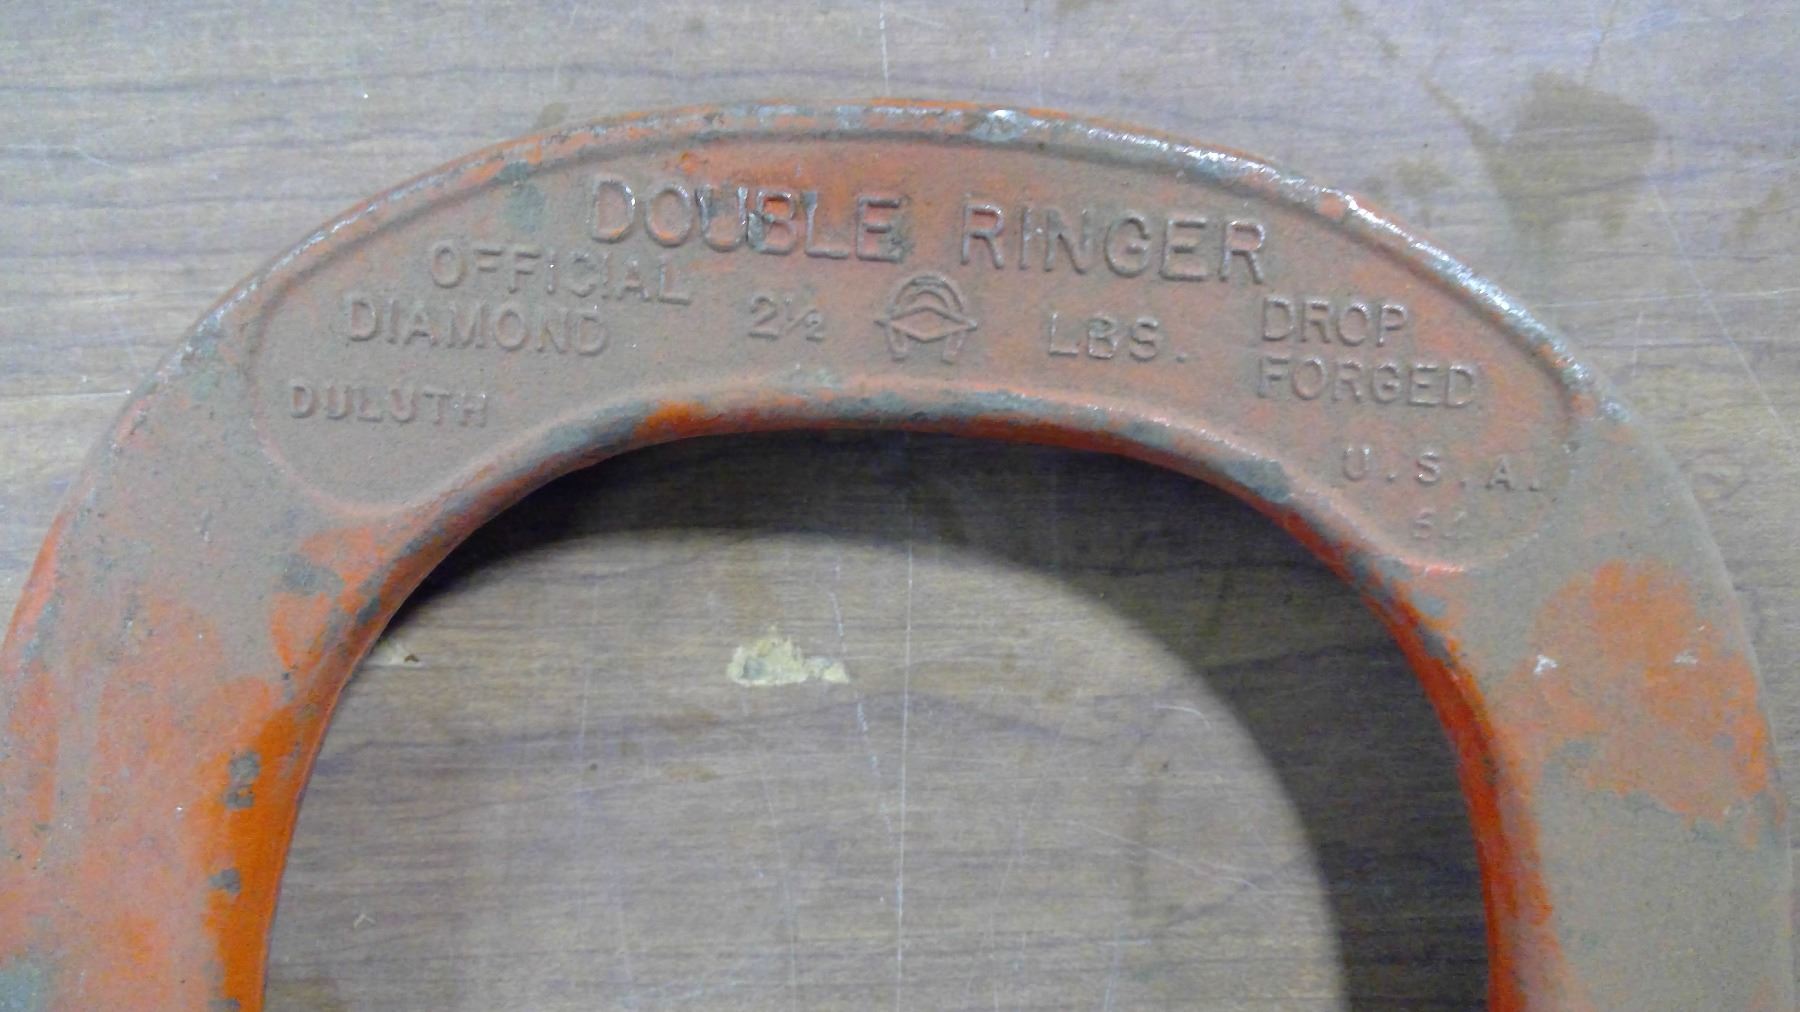 DOUBLE RINGER
OFFICIAL
DIAMOND
2½ LBS.
DROP
FORGED
DULUTH
U.S.A.